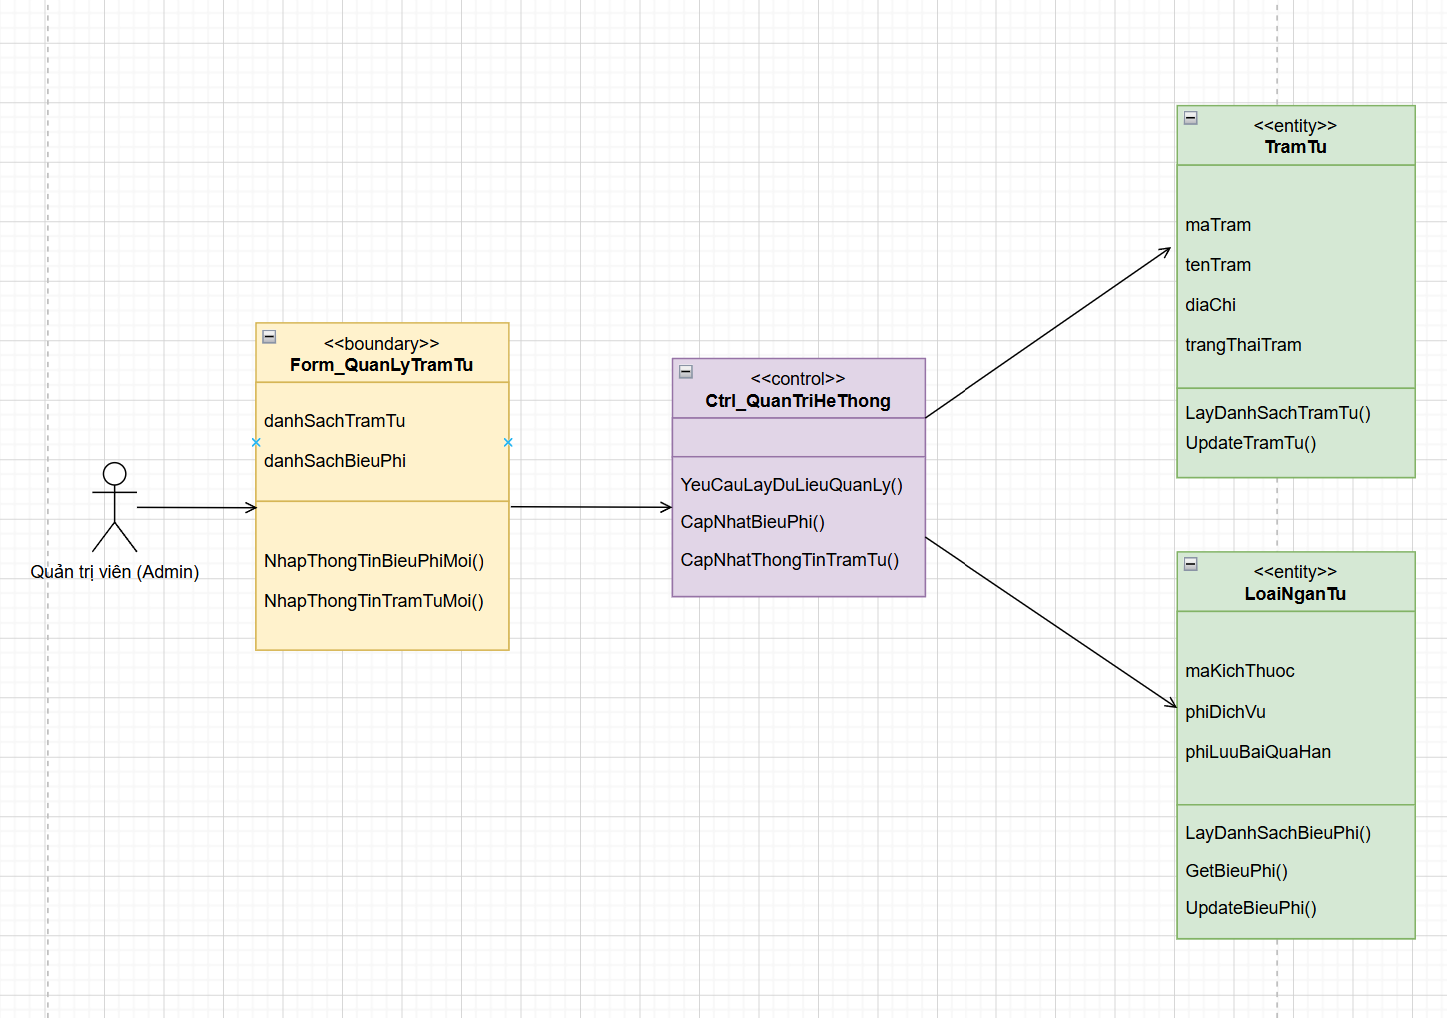 Quản trị viên (Admin)
<<boundary>>
Form_QuanLyTramTu
danhSachTramTu
danhSachBieuPhi
NhapThongTinBieuPhiMoi()
NhapThongTinTramTuMoi()
<<control>>
Ctrl_QuanTriHeThong
YeuCauLayDuLieuQuanLy()
CapNhatBieuPhi()
CapNhatThongTinTramTu()
<<entity>>
TramTu
maTram
tenTram
diaChi
trangThaiTram
LayDanhSachTramTu()
UpdateTramTu()
<<entity>>
LoaiNganTu
maKichThuoc
phiDichVu
phiLuuBaiQuaHan
LayDanhSachBieuPhi()
GetBieuPhi()
UpdateBieuPhi()